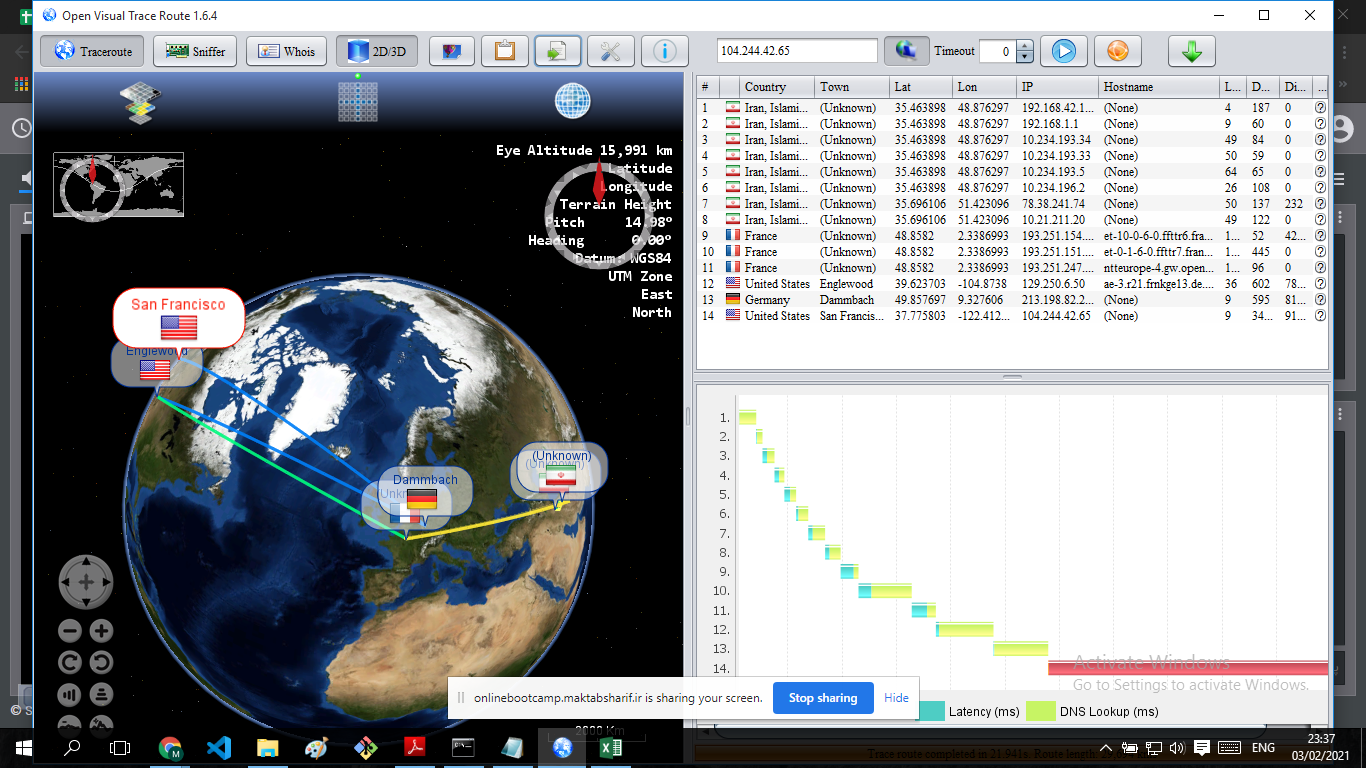 Open Visual Trace Route 1.6.4
Traceroute Sniffer Whois 2D/3D 104.244.42.65 Timeout 0
# Country Town Lat Lon IP Hostname L... D... Di... ...
1 Iran, Islami... (Unknown) 35.463898 48.876297 192.168.42.1... (None) 4 187 0
2 Iran, Islami... (Unknown) 35.463898 48.876297 192.168.1.1 (None) 9 60 0
3 Iran, Islami... (Unknown) 35.463898 48.876297 10.234.193.34 (None) 49 84 0
4 Iran, Islami... (Unknown) 35.463898 48.876297 10.234.193.33 (None) 50 59 0
5 Iran, Islami... (Unknown) 35.463898 48.876297 10.234.193.5 (None) 64 65 0
6 Iran, Islami... (Unknown) 35.463898 48.876297 10.234.196.2 (None) 26 108 0
7 Iran, Islami... (Unknown) 35.696106 51.423096 78.38.241.74 (None) 50 137 232
8 Iran, Islami... (Unknown) 35.696106 51.423096 10.21.211.20 (None) 49 122 0
9 France (Unknown) 48.8582 2.3386993 193.251.154.... et-10-0-6-0.ffttr6.fra... 1... 52 42...
10 France (Unknown) 48.8582 2.3386993 193.251.151.... et-0-1-6-0.ffttr7.fran... 1... 445 0
11 France (Unknown) 48.8582 2.3386993 193.251.247.... ntteurope-4.gw.open... 1... 96 0
12 United States Englewood 39.623703 -104.8738 129.250.6.50 ae-3.r21.frnkge13.de.... 36 602 78...
13 Germany Dammbach 49.857697 9.327606 213.198.82.2... (None) 9 595 81...
14 United States San Francis... 37.775803 -122.412... 104.244.42.65 (None) 9 34... 91...
Eye Altitude 15,991 km
Latitude
Longitude
Terrain Height
Pitch 14.98°
Heading 0.00°
Datum: WGS84
UTM Zone
East
North
San Francisco
Englewood
(Unknown)
(Unknown)
Dammbach
1.
2.
3.
4.
5.
6.
7.
8.
9.
10.
11.
12.
13.
14.
Activate Windows
Go to Settings to activate Windows.
onlinebootcamp.maktabsharif.ir is sharing your screen. Stop sharing Hide
Latency (ms) DNS Lookup (ms)
2000 Km
Trace route completed in 21.941s. Route length:
ENG
23:37
03/02/2021